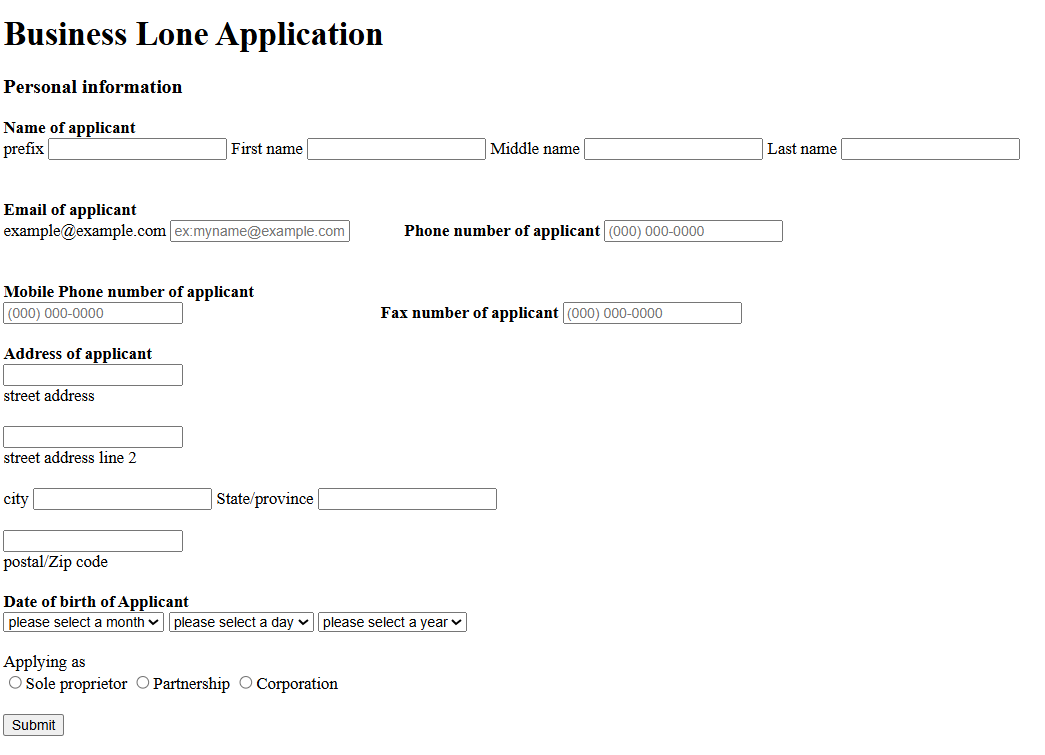 Business Lone Application
Personal information
Name of applicant
prefix First name Middle name Last name
Email of applicant
example@example.com ex:myname@example.com Phone number of applicant (000) 000-0000
Mobile Phone number of applicant
(000) 000-0000 Fax number of applicant (000) 000-0000
Address of applicant
street address
street address line 2
city State/province
postal/Zip code
Date of birth of Applicant
please select a month please select a day please select a year
Applying as
Sole proprietor Partnership Corporation
Submit